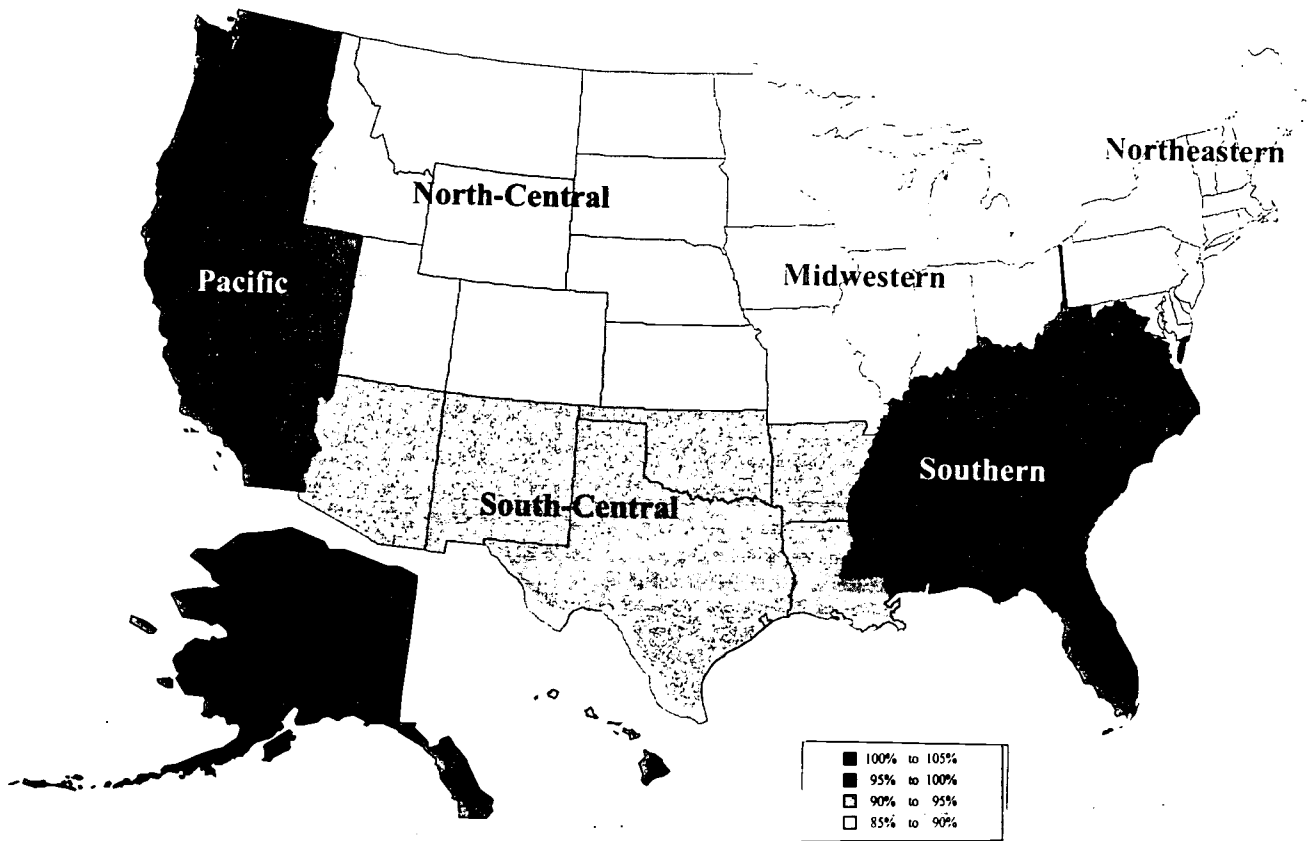 Northeastern
North-Central
Midwestern
Pacific
Southern
South-Central
100% to 105%
95% to 100%
90% to 95%
85% to 90%